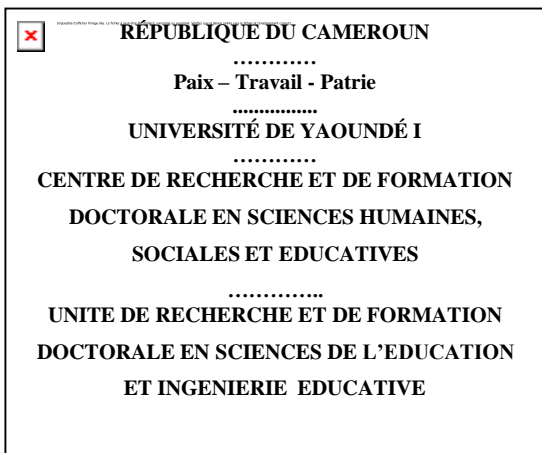 RÉPUBLIQUE DU CAMEROUN
…………
Paix – Travail - Patrie
................
UNIVERSITÉ DE YAOUNDÉ I
…………
CENTRE DE RECHERCHE ET DE FORMATION
DOCTORALE EN SCIENCES HUMAINES,
SOCIALES ET EDUCATIVES
…………..
UNITE DE RECHERCHE ET DE FORMATION
DOCTORALE EN SCIENCES DE L’EDUCATION
ET INGENIERIE EDUCATIVE